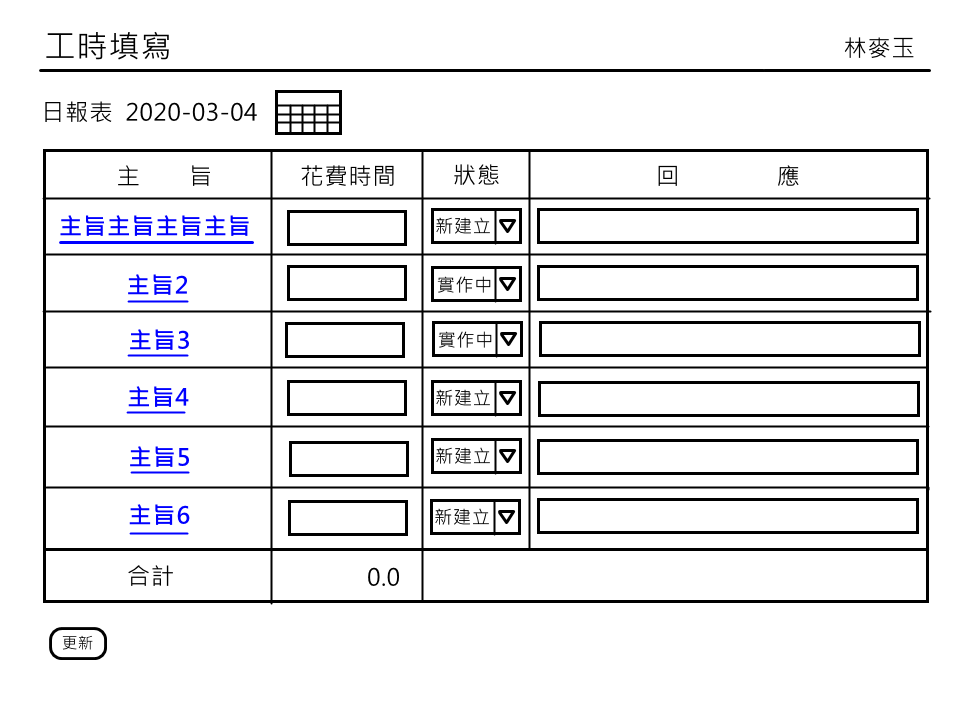 工時填寫 林麥玉
日報表 2020-03-04
主 旨 花費時間 狀態 回 應
主旨主旨主旨主旨 新建立
主旨2 實作中
主旨3 實作中
主旨4 新建立
主旨5 新建立
主旨6 新建立
合計 0.0
更新